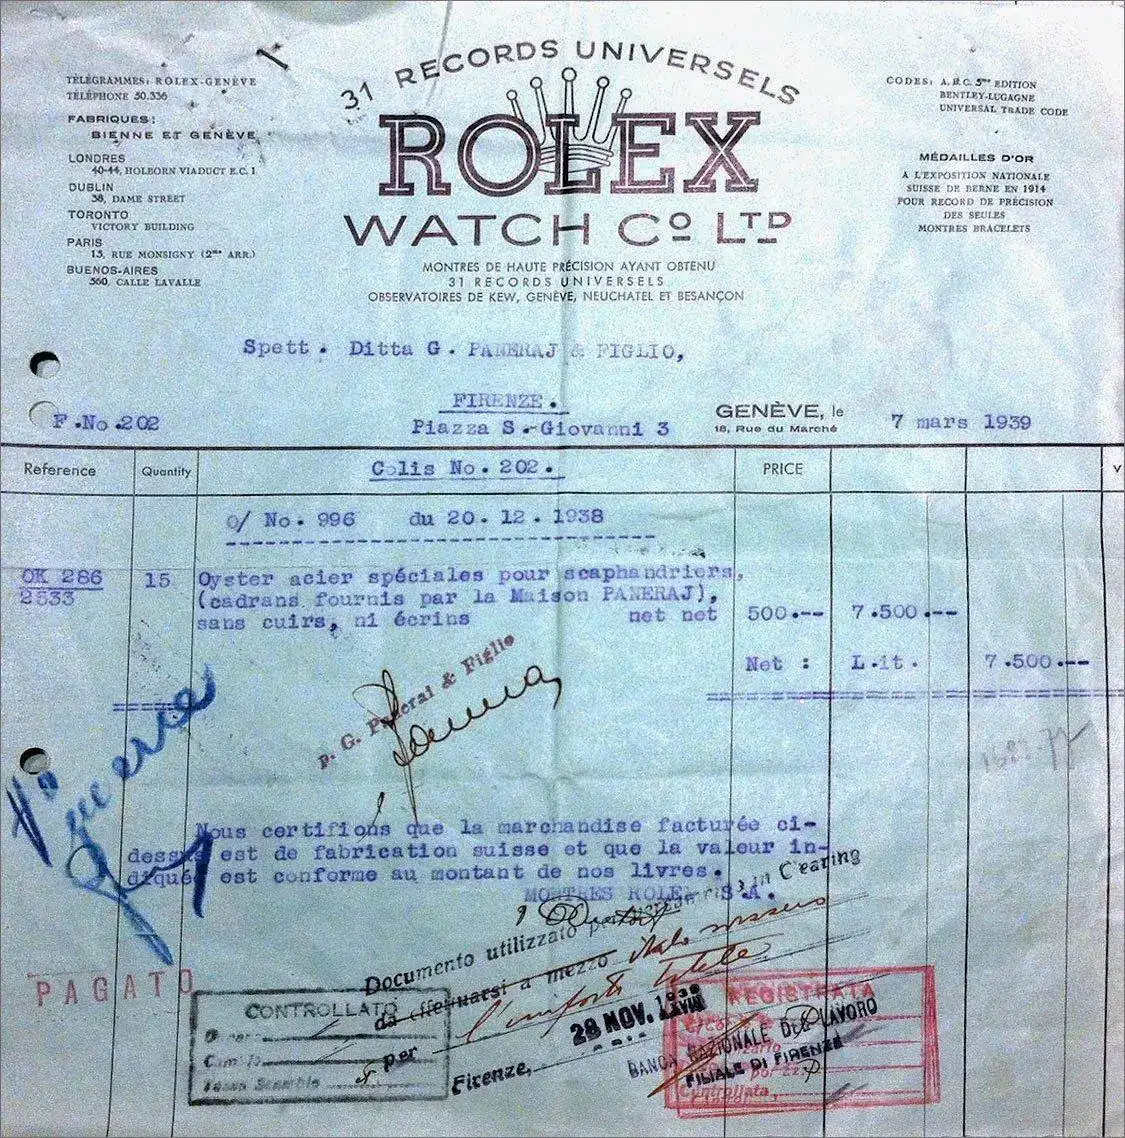 31 RECORDS UNIVERSELS
ROLEX
WATCH Cº LTD
MONTRES DE HAUTE PRÉCISION AYANT OBTENU
31 RECORDS UNIVERSELS
OBSERVATOIRES DE KEW, GENÈVE, NEUCHATEL ET BESANÇON
TÉLÉGRAMMES: ROLEX-GENÈVE
TÉLÉPHONE 50.336
FABRIQUES:
BIENNE ET GENÈVE
LONDRES
40-44, HOLBORN VIADUCT E.C. 1
DUBLIN
38, DAME STREET
TORONTO
VICTORY BUILDING
PARIS
13, RUE MONSIGNY (2me ARR.)
BUENOS-AIRES
360, CALLE LAVALLE
CODES: A.B.C. 5me EDITION
BENTLEY-LUGAGNE
UNIVERSAL TRADE CODE
MÉDAILLES D'OR
A L'EXPOSITION NATIONALE
SUISSE DE BERNE EN 1914
POUR RECORD DE PRÉCISION
DES SEULES
MONTRES BRACELETS
Spett. Ditta G. PANERAJ & FIGLIO,
FIRENZE.
Piazza S.-Giovanni 3
F.No.202
GENÈVE, le 7 mars 1939
18, Rue du Marché
Reference Quantity Colis No. 202. PRICE V
O/ No. 996 du 20. 12. 1938
OK 286 15 Oyster acier spéciales pour scaphandriers,
2533 (cadrans fournis par la Maison PANERAJ),
sans cuirs, ni écrins net net 500.-- 7.500.--
Net : L.it. 7.500.--
p. G. Panerai & Figlio
Nous certifions que la marchandise facturée ci-
dessus est de fabrication suisse et que la valeur in-
diquée est conforme au montant de nos livres.
MONTRES ROLEX S.A.
Documento utilizzato per in Clearing
da effettuarsi a mezzo
per
Firenze, 28 NOV. 1939 XVIII
PAGATO
CONTROLLATO
REGISTRATA
BANCA NAZIONALE DEL LAVORO
FILIALE DI FIRENZE
Controllata